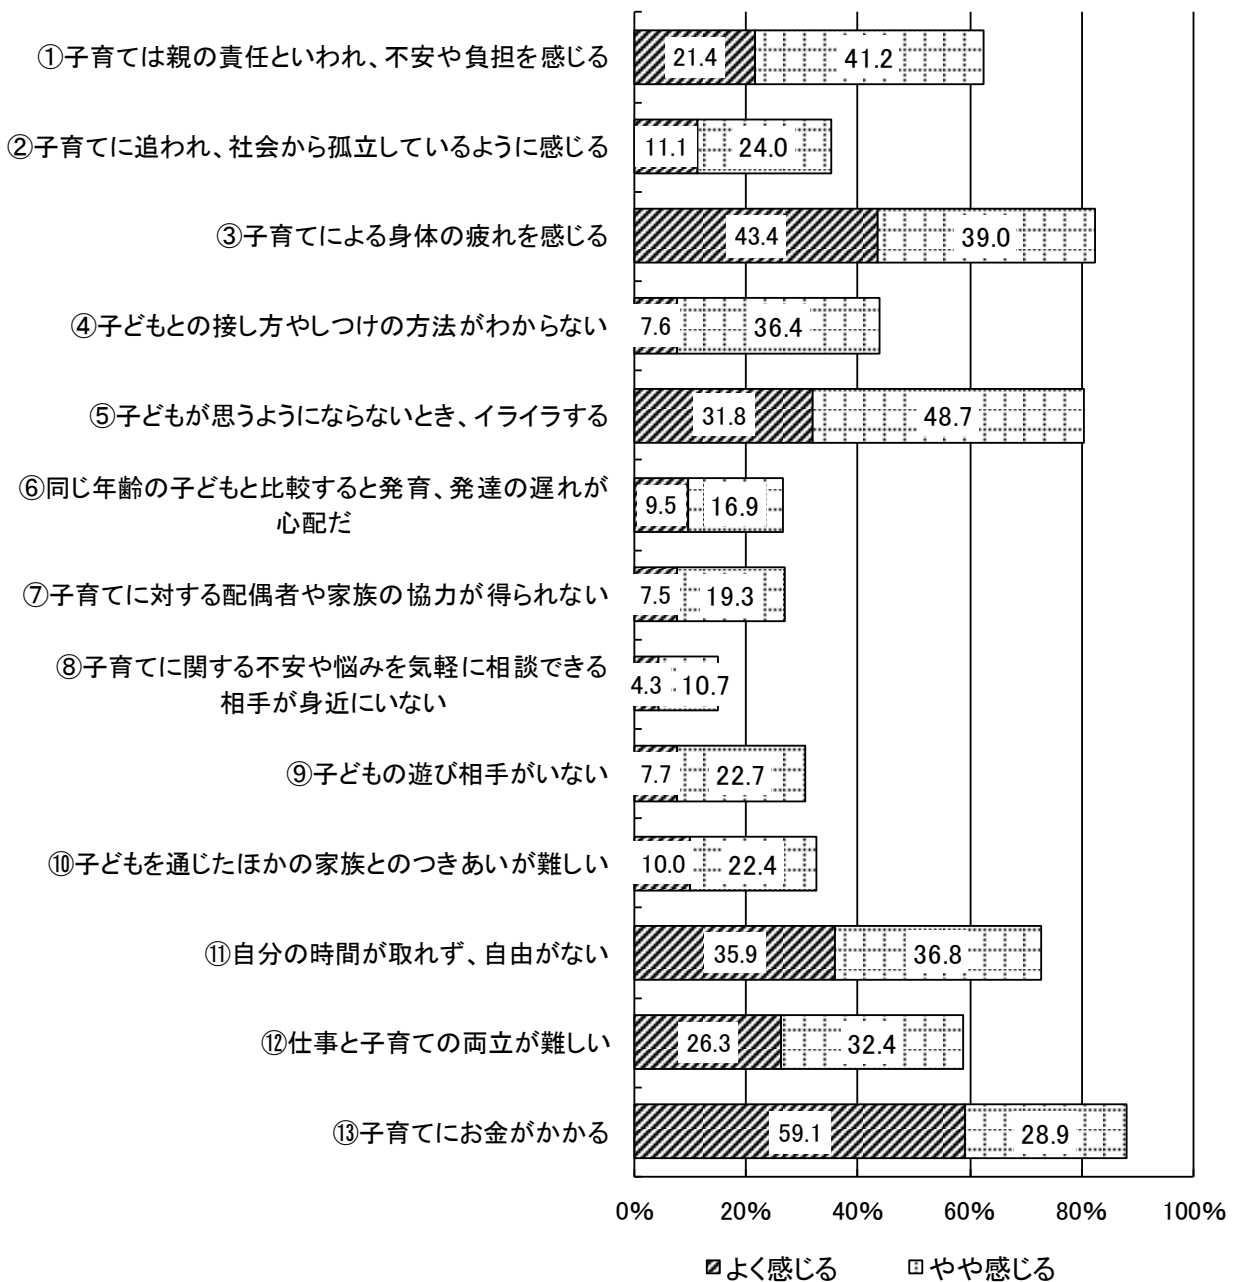 ①子育ては親の責任といわれ、不安や負担を感じる
21.4
41.2
②子育てに追われ、社会から孤立しているように感じる
11.1
24.0
③子育てによる身体の疲れを感じる
43.4
39.0
④子どもとの接し方やしつけの方法がわからない
7.6
36.4
⑤子どもが思うようにならないとき、イライラする
31.8
48.7
⑥同じ年齢の子どもと比較すると発育、発達の遅れが
心配だ
9.5
16.9
⑦子育てに対する配偶者や家族の協力が得られない
7.5
19.3
⑧子育てに関する不安や悩みを気軽に相談できる
相手が身近にいない
4.3
10.7
⑨子どもの遊び相手がいない
7.7
22.7
⑩子どもを通じたほかの家族とのつきあいが難しい
10.0
22.4
⑪自分の時間が取れず、自由がない
35.9
36.8
⑫仕事と子育ての両立が難しい
26.3
32.4
⑬子育てにお金がかかる
59.1
28.9
0% 20% 40% 60% 80% 100%
よく感じる やや感じる